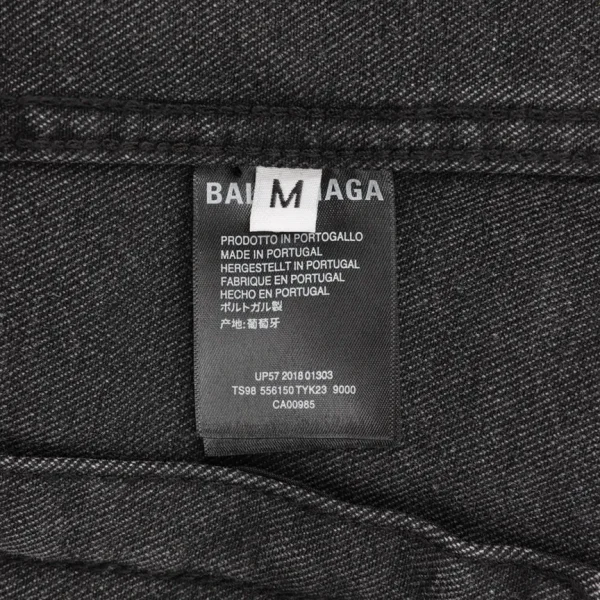 BAL AGA
M
PRODOTTO IN PORTOGALLO
MADE IN PORTUGAL
HERGESTELLT IN PORTUGAL
FABRIQUE EN PORTUGAL
HECHO EN PORTUGAL
ポルトガル製
产地:葡萄牙
UP57 2018 01303
TS98 556150 TYK23 9000
CA00985